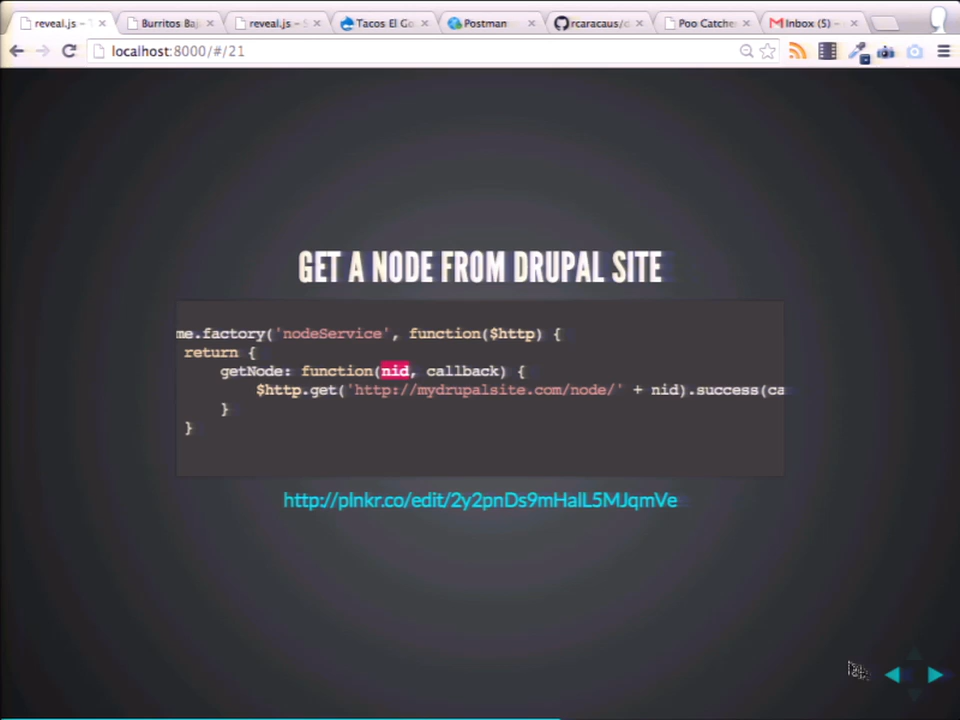 reveal.js - T
Burritos Baj
reveal.js - S
Tacos El Go
Postman
rcaracaus/c
Poo Catche
Inbox (5) -
localhost:8000/#/21
GET A NODE FROM DRUPAL SITE
me.factory('nodeService', function($http) {
return {
getNode: function(nid, callback) {
$http.get('http://mydrupalsite.com/node/' + nid).success(ca
}
}
http://plnkr.co/edit/2y2pnDs9mHalL5MJqmVe